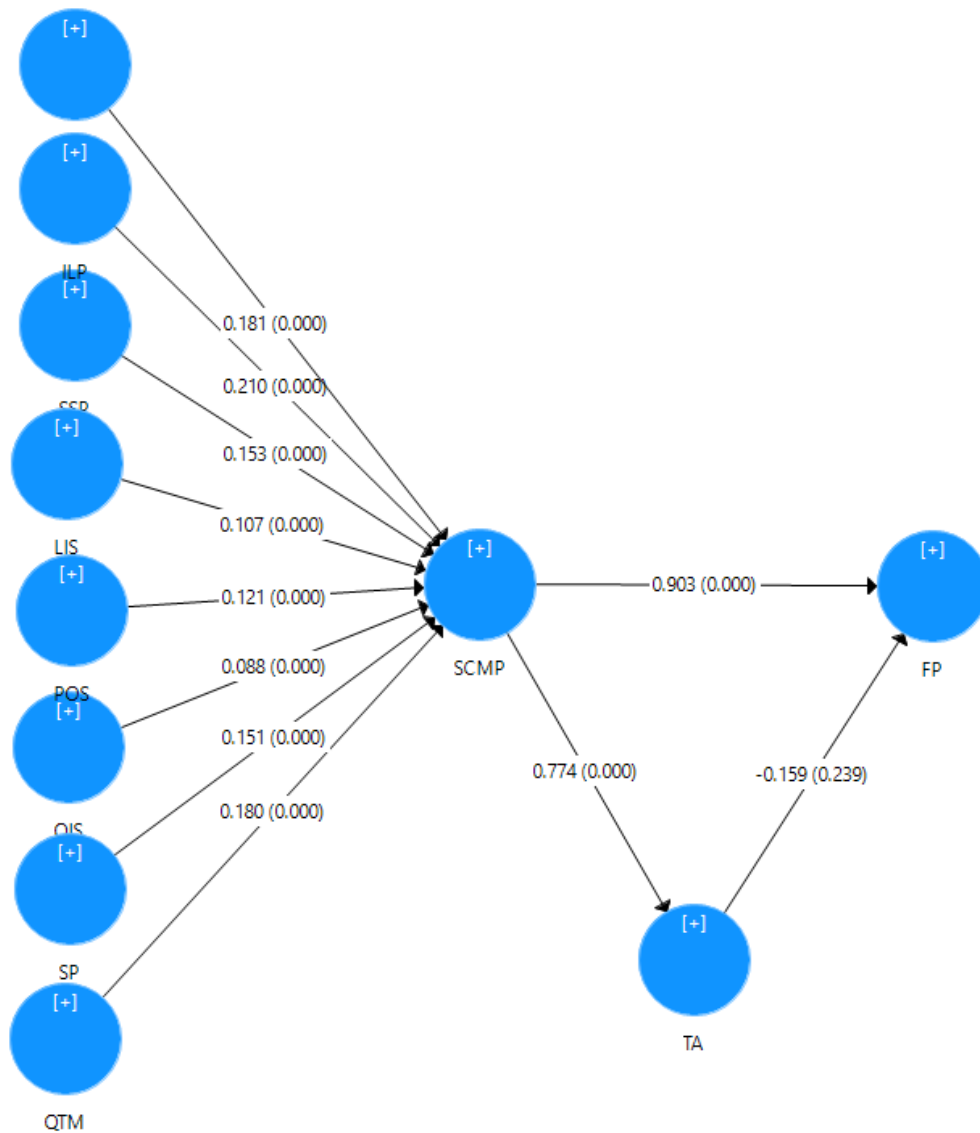 [+]
[+]
ILP
[+]
SSP
[+]
LIS
[+]
POS
[+]
OIS
[+]
SP
[+]
QTM
0.181 (0.000)
0.210 (0.000)
0.153 (0.000)
0.107 (0.000)
0.121 (0.000)
0.088 (0.000)
0.151 (0.000)
0.180 (0.000)
[+]
SCMP
0.903 (0.000)
[+]
FP
0.774 (0.000)
-0.159 (0.239)
[+]
TA